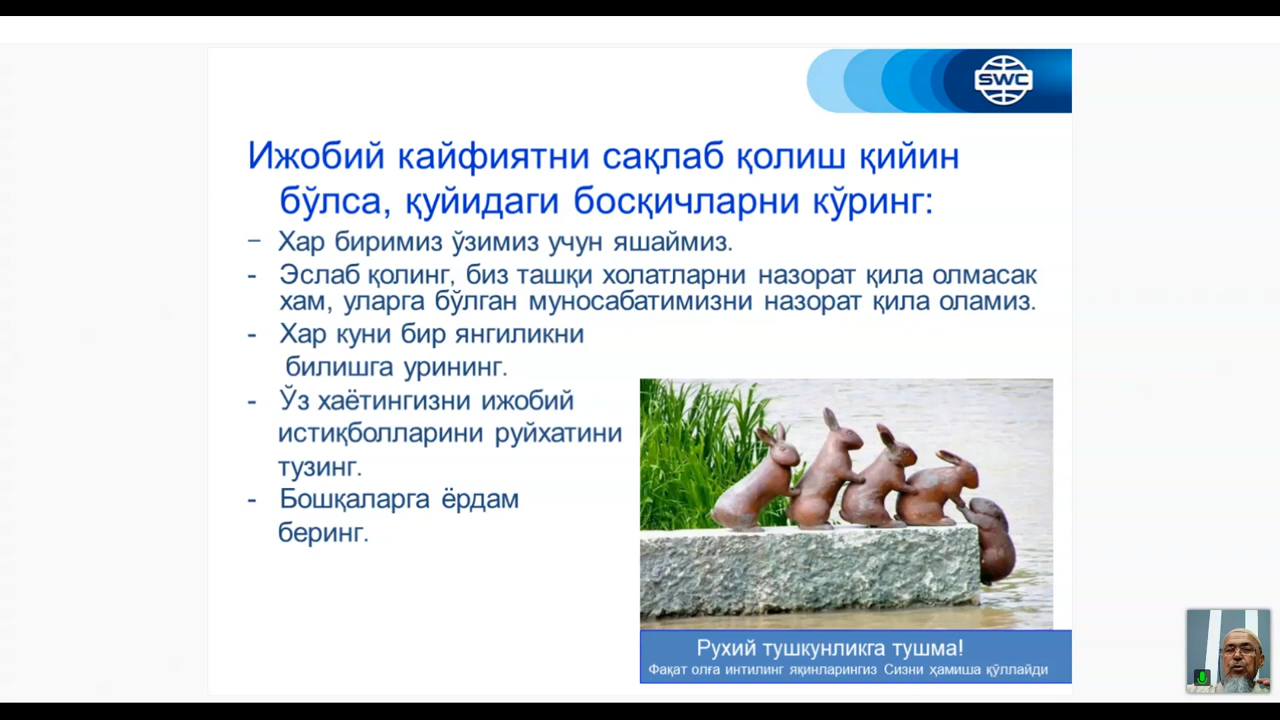 SWC
Ижобий кайфиятни сақлаб қолиш қийин
бўлса, қуйидаги босқичларни кўринг:
− Хар биримиз ўзимиз учун яшаймиз.
- Эслаб қолинг, биз ташқи холатларни назорат қила олмасак
хам, уларга бўлган муносабатимизни назорат қила оламиз.
- Хар куни бир янгиликни
билишга урининг.
- Ўз хаётингизни ижобий
истиқболларини руйхатини
тузинг.
- Бошқаларга ёрдам
беринг.
Рухий тушкунликга тушма!
Фақат олға интилинг яқинларингиз Сизни ҳамиша қўллайди